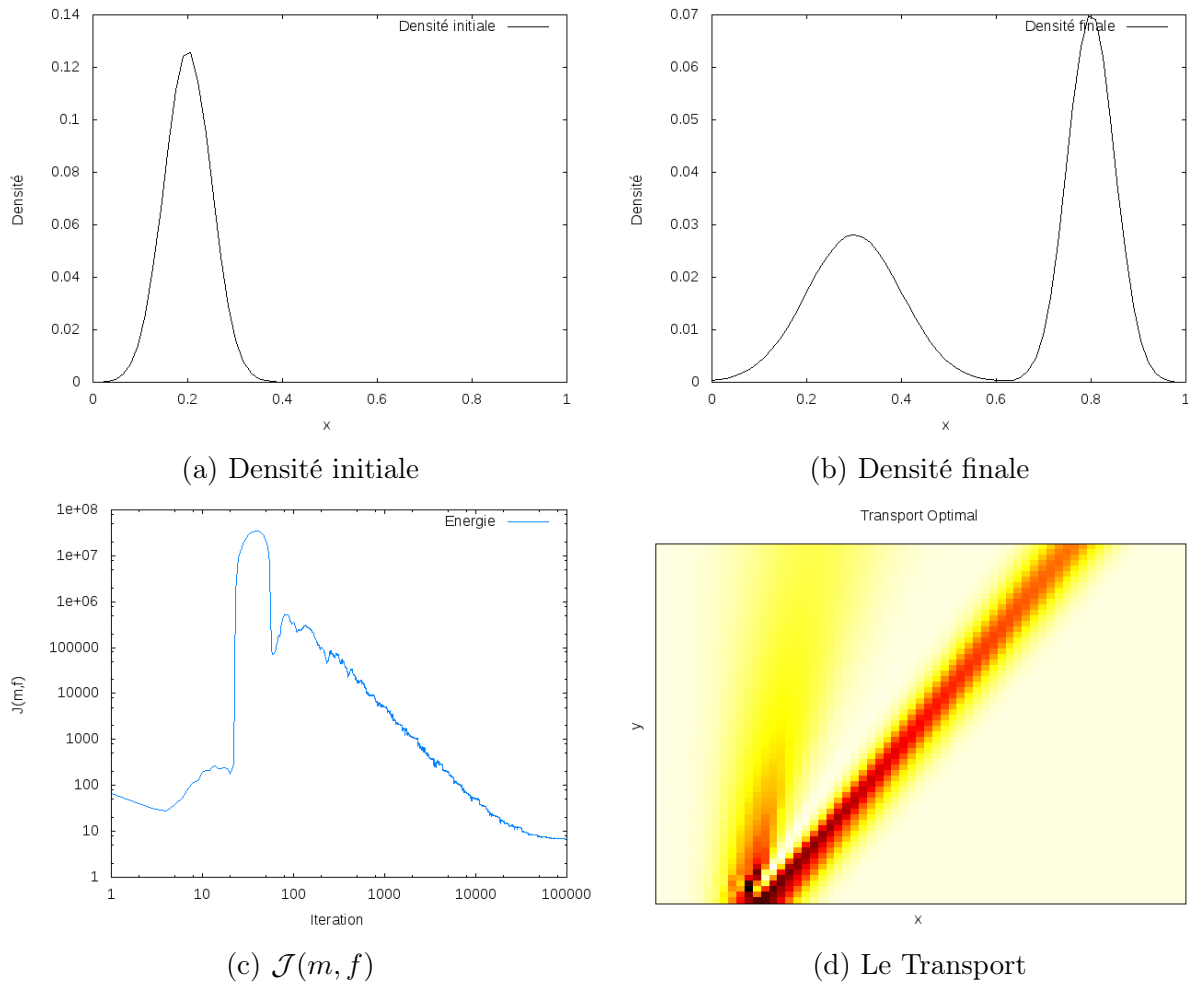 0.14
0.12
0.1
0.08
0.06
0.04
0.02
0
Densité
Densité initiale
0 0.2 0.4 0.6 0.8 1
x
(a) Densité initiale
0.07
0.06
0.05
0.04
0.03
0.02
0.01
0
Densité
Densité finale
0 0.2 0.4 0.6 0.8 1
x
(b) Densité finale
1e+08
1e+07
1e+06
100000
10000
1000
100
10
1
J(m,f)
Energie
1 10 100 1000 10000 100000
Iteration
(c) 𝒥(m, f)
Transport Optimal
y
x
(d) Le Transport